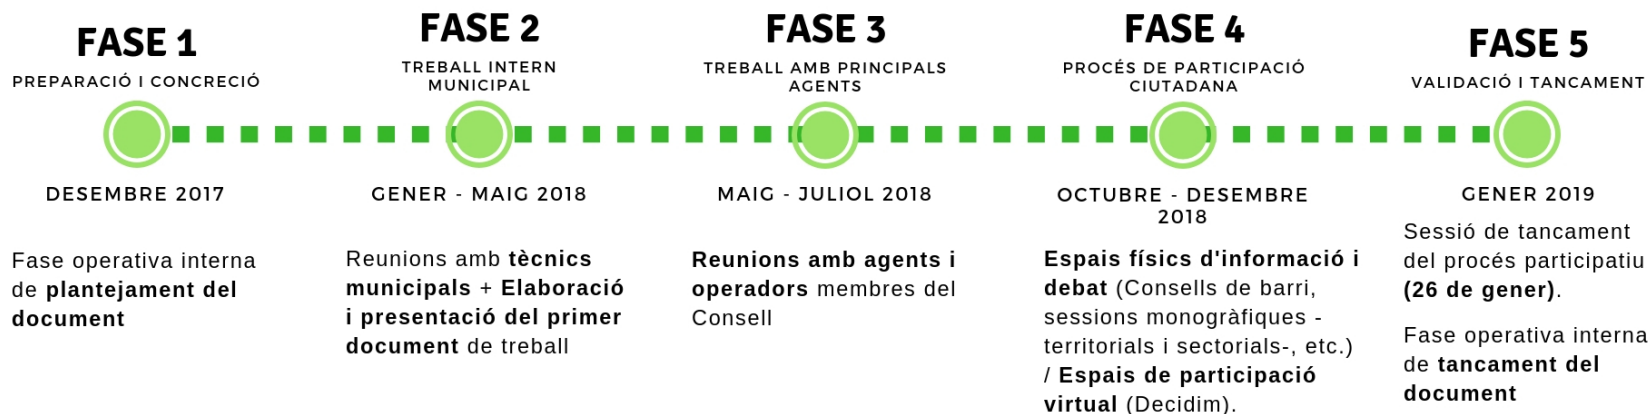 FASE 1
PREPARACIÓ I CONCRECIÓ
DESEMBRE 2017
Fase operativa interna
de plantejament del
document
FASE 2
TREBALL INTERN
MUNICIPAL
GENER - MAIG 2018
Reunions amb tècnics
municipals + Elaboració
i presentació del primer
document de treball
FASE 3
TREBALL AMB PRINCIPALS
AGENTS
MAIG - JULIOL 2018
Reunions amb agents i
operadors membres del
Consell
FASE 4
PROCÉS DE PARTICIPACIÓ
CIUTADANA
OCTUBRE - DESEMBRE
2018
Espais físics d'informació i
debat (Consells de barri,
sessions monogràfiques -
territorials i sectorials-, etc.)
/ Espais de participació
virtual (Decidim).
FASE 5
VALIDACIÓ I TANCAMENT
GENER 2019
Sessió de tancament
del procés participatiu
(26 de gener).
Fase operativa interna
de tancament del
document